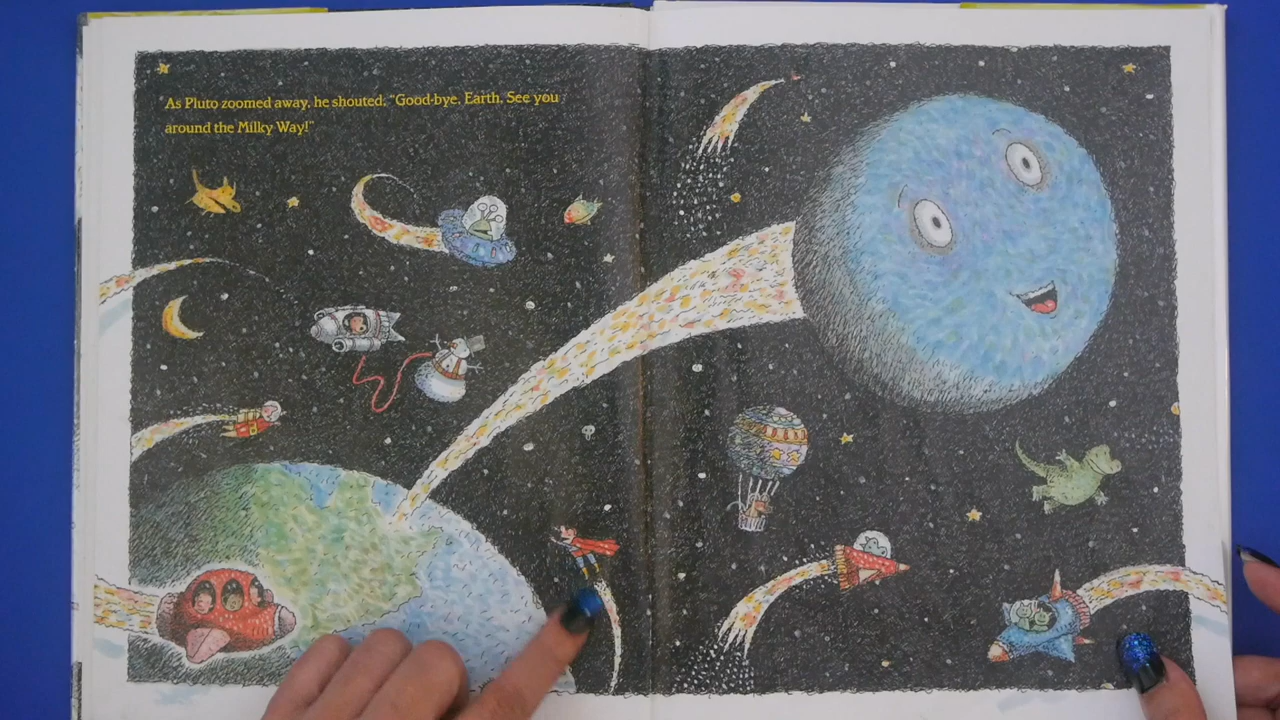 As Pluto zoomed away, he shouted, "Good-bye, Earth. See you
around the Milky Way!"